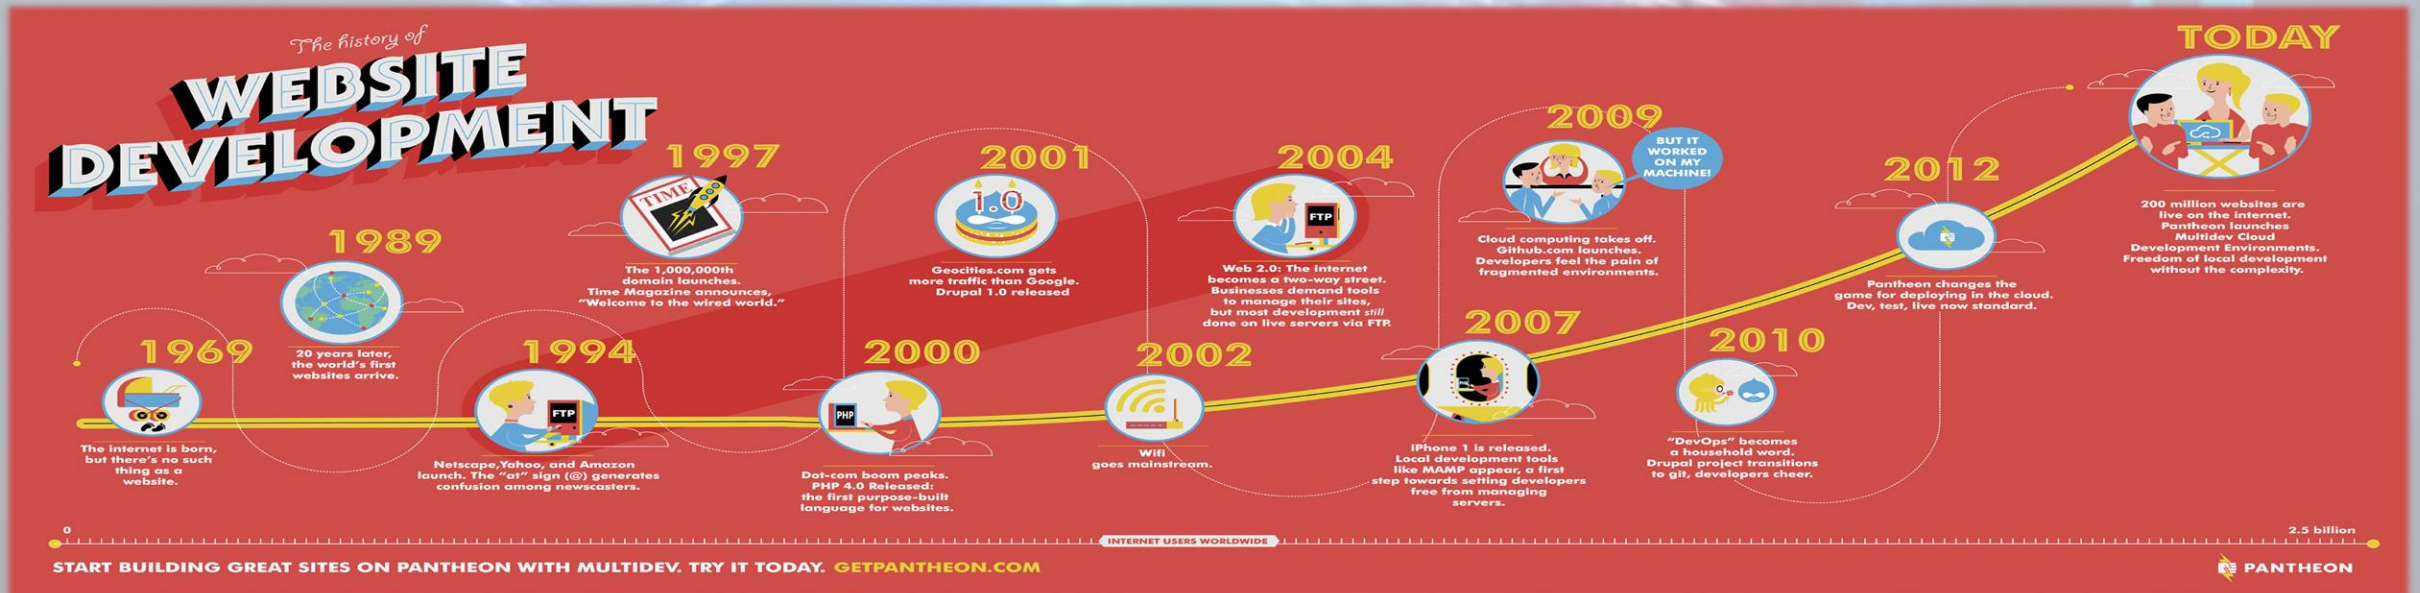 The history of
WEBSITE
DEVELOPMENT
1969
The internet is born,
but there's no such
thing as a
website.
1989
20 years later,
the world's first
websites arrive.
1994
FTP
Netscape,Yahoo, and Amazon
launch. The "at" sign (@) generates
confusion among newscasters.
1997
TIME
The 1,000,000th
domain launches.
Time Magazine announces,
"Welcome to the wired world."
2000
PHP
Dot-com boom peaks.
PHP 4.0 Released:
the first purpose-built
language for websites.
2001
1.0
Geocities.com gets
more traffic than Google.
Drupal 1.0 released
2002
Wifi
goes mainstream.
2004
FTP
Web 2.0: The internet
becomes a two-way street.
Businesses demand tools
to manage their sites,
but most development still
done on live servers via FTP.
2007
PHP
iPhone 1 is released.
Local development tools
like MAMP appear, a first
step towards setting developers
free from managing
servers.
2009
BUT IT
WORKED
ON MY
MACHINE!
Cloud computing takes off.
Github.com launches.
Developers feel the pain of
fragmented environments.
2010
"DevOps" becomes
a household word.
Drupal project transitions
to git, developers cheer.
2012
Pantheon changes the
game for deploying in the cloud.
Dev, test, live now standard.
TODAY
200 million websites are
live on the internet.
Pantheon launches
Multidev Cloud
Development Environments.
Freedom of local development
without the complexity.
0
INTERNET USERS WORLDWIDE
2.5 billion
START BUILDING GREAT SITES ON PANTHEON WITH MULTIDEV. TRY IT TODAY. GETPANTHEON.COM
PANTHEON